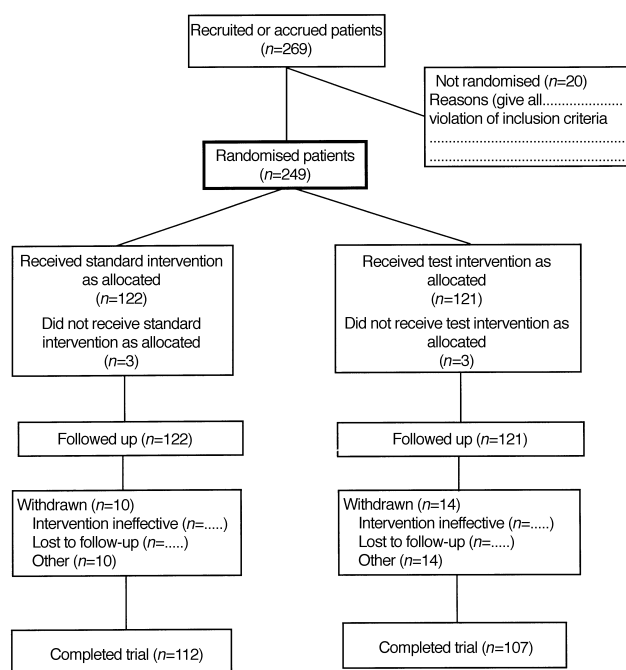 Recruited or accrued patients
(n=269)
Not randomised (n=20)
Reasons (give all.....................
violation of inclusion criteria
....................................................
....................................................
Randomised patients
(n=249)
Received standard intervention
as allocated
(n=122)
Did not receive standard
intervention as allocated
(n=3)
Received test intervention as
allocated
(n=121)
Did not receive test intervention as
allocated
(n=3)
Followed up (n=122)
Followed up (n=121)
Withdrawn (n=10)
Intervention ineffective (n=.....)
Lost to follow-up (n=.....)
Other (n=10)
Withdrawn (n=14)
Intervention ineffective (n=.....)
Lost to follow-up (n=.....)
Other (n=14)
Completed trial (n=112)
Completed trial (n=107)